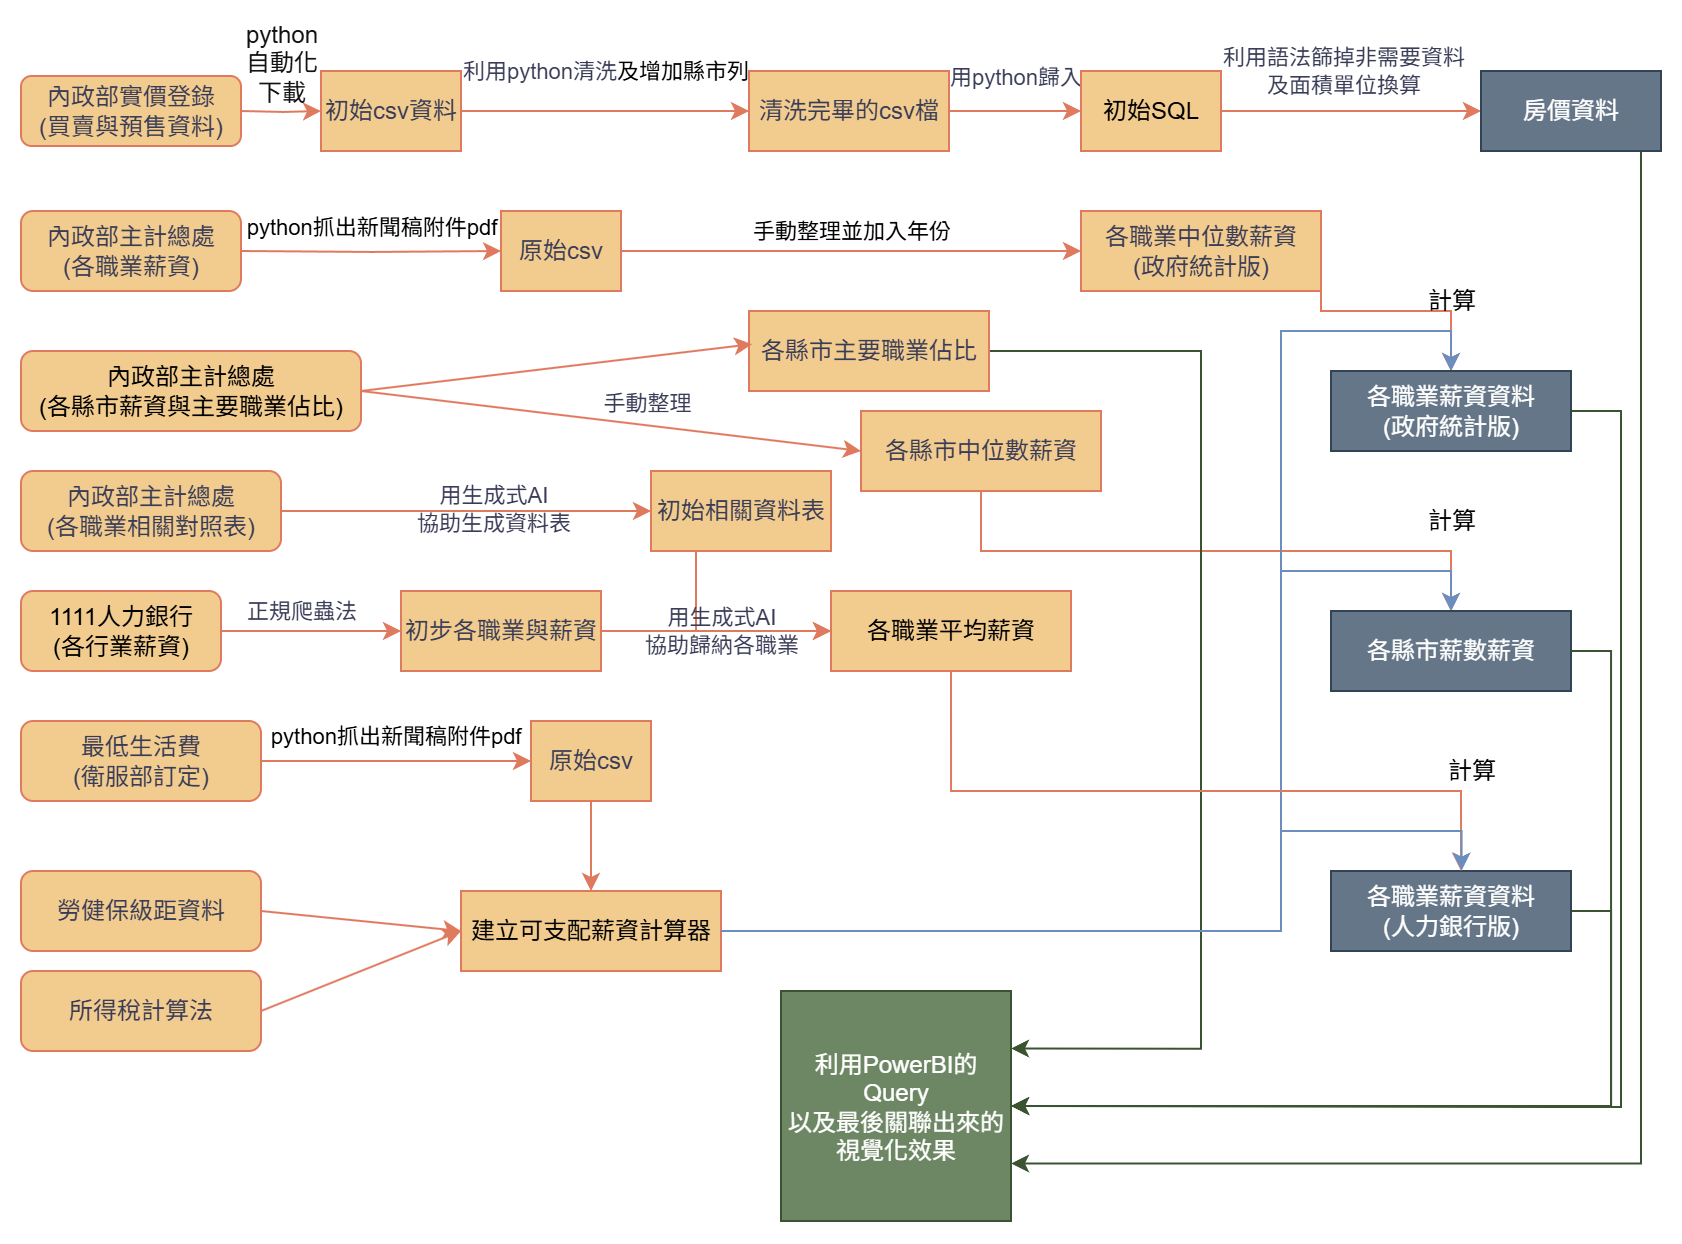 python
自動化
下載
內政部實價登錄
(買賣與預售資料)
初始csv資料
利用python清洗及增加縣市列
清洗完畢的csv檔
用python歸入
初始SQL
利用語法篩掉非需要資料
及面積單位換算
房價資料
內政部主計總處
(各職業薪資)
python抓出新聞稿附件pdf
原始csv
手動整理並加入年份
各職業中位數薪資
(政府統計版)
計算
內政部主計總處
(各縣市薪資與主要職業佔比)
各縣市主要職業佔比
手動整理
各縣市中位數薪資
各職業薪資資料
(政府統計版)
內政部主計總處
(各職業相關對照表)
用生成式AI
協助生成資料表
初始相關資料表
計算
1111人力銀行
(各行業薪資)
正規爬蟲法
初步各職業與薪資
用生成式AI
協助歸納各職業
各職業平均薪資
各縣市薪數薪資
最低生活費
(衛服部訂定)
python抓出新聞稿附件pdf
原始csv
計算
勞健保級距資料
建立可支配薪資計算器
各職業薪資資料
(人力銀行版)
所得稅計算法
利用PowerBI的
Query
以及最後關聯出來的
視覺化效果